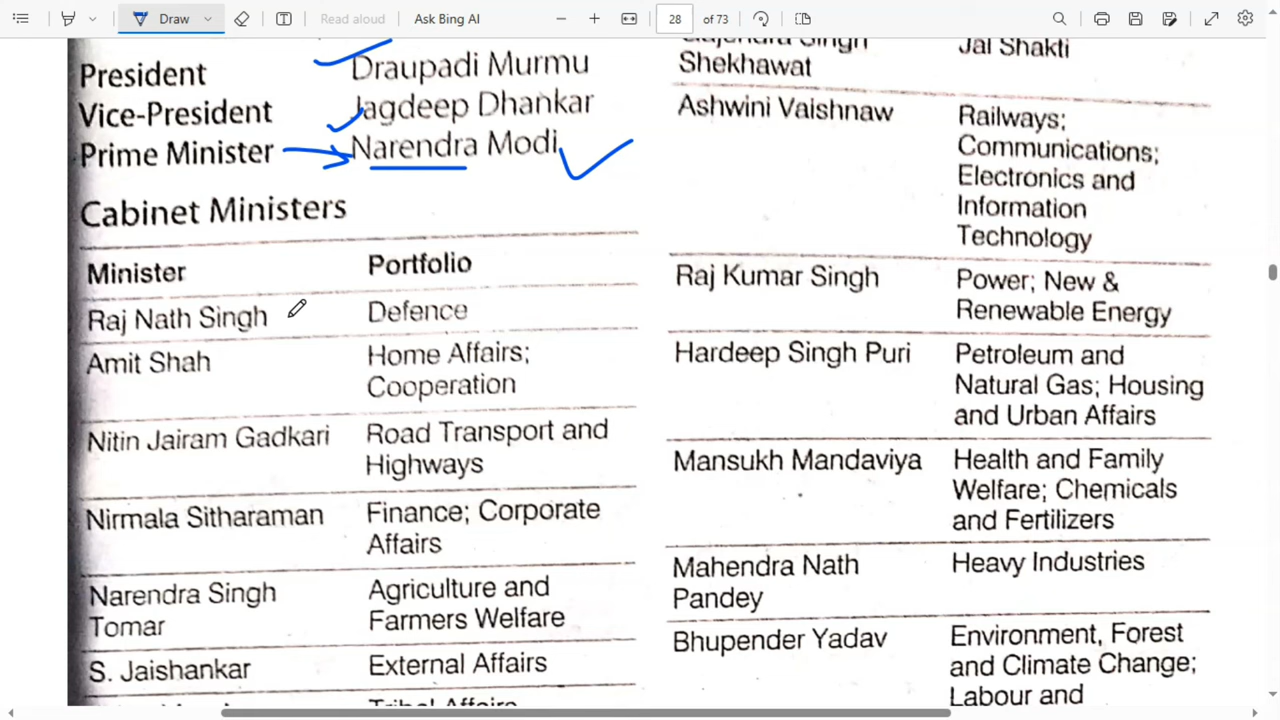 Draw
Read aloud
Ask Bing AI
28
of 73
President Draupadi Murmu
Vice-President Jagdeep Dhankar
Prime Minister Narendra Modi
Cabinet Ministers
Minister Portfolio
Raj Nath Singh Defence
Amit Shah Home Affairs;
Cooperation
Nitin Jairam Gadkari Road Transport and
Highways
Nirmala Sitharaman Finance; Corporate
Affairs
Narendra Singh Agriculture and
Tomar Farmers Welfare
S. Jaishankar External Affairs
Tribal Affairs
Singh Jal Shakti
Shekhawat
Ashwini Vaishnaw Railways;
Communications;
Electronics and
Information
Technology
Raj Kumar Singh Power; New &
Renewable Energy
Hardeep Singh Puri Petroleum and
Natural Gas; Housing
and Urban Affairs
Mansukh Mandaviya Health and Family
Welfare; Chemicals
and Fertilizers
Mahendra Nath Heavy Industries
Pandey
Bhupender Yadav Environment, Forest
and Climate Change;
Labour and